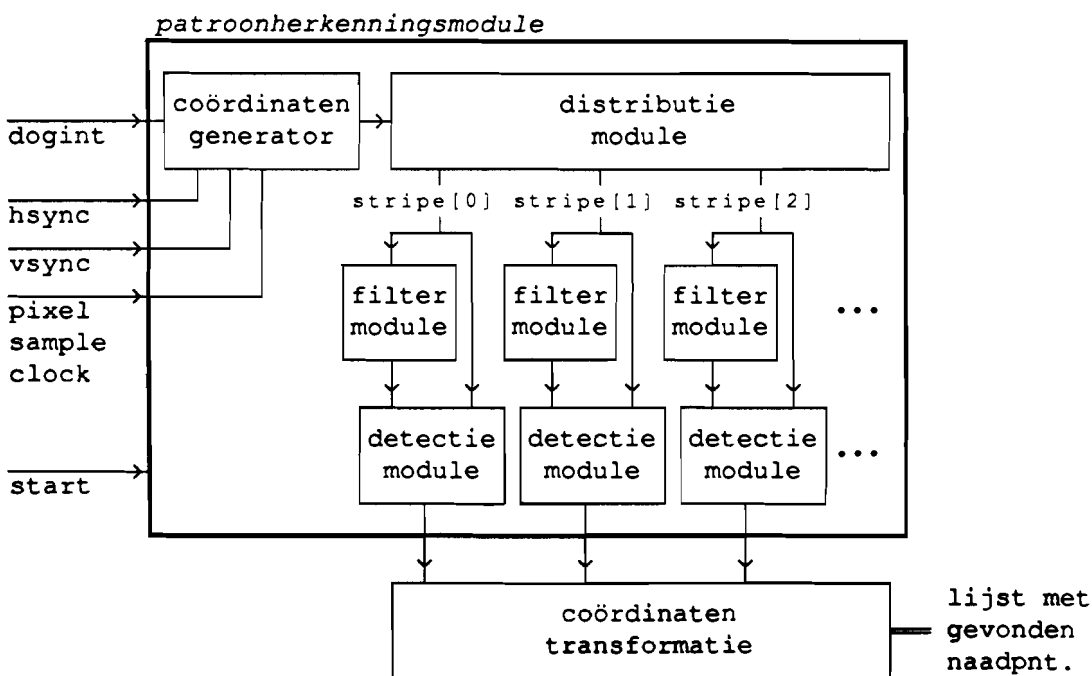 patroonherkenningsmodule
coördinaten
generator
distributie
module
dogint
hsync
vsync
pixel
sample
clock
start
stripe[0] stripe[1] stripe[2]
filter
module
filter
module
filter
module
...
detectie
module
detectie
module
detectie
module
...
coördinaten
transformatie
lijst met
gevonden
naadpnt.